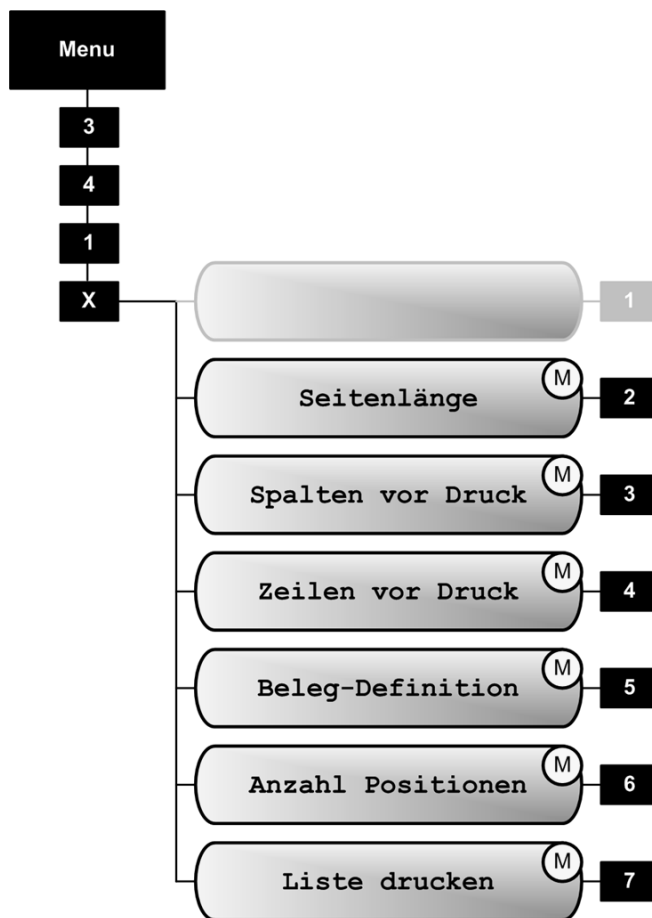 Menu
3
4
1
X
1
Seitenlänge M 2
Spalten vor Druck M 3
Zeilen vor Druck M 4
Beleg-Definition M 5
Anzahl Positionen M 6
Liste drucken M 7